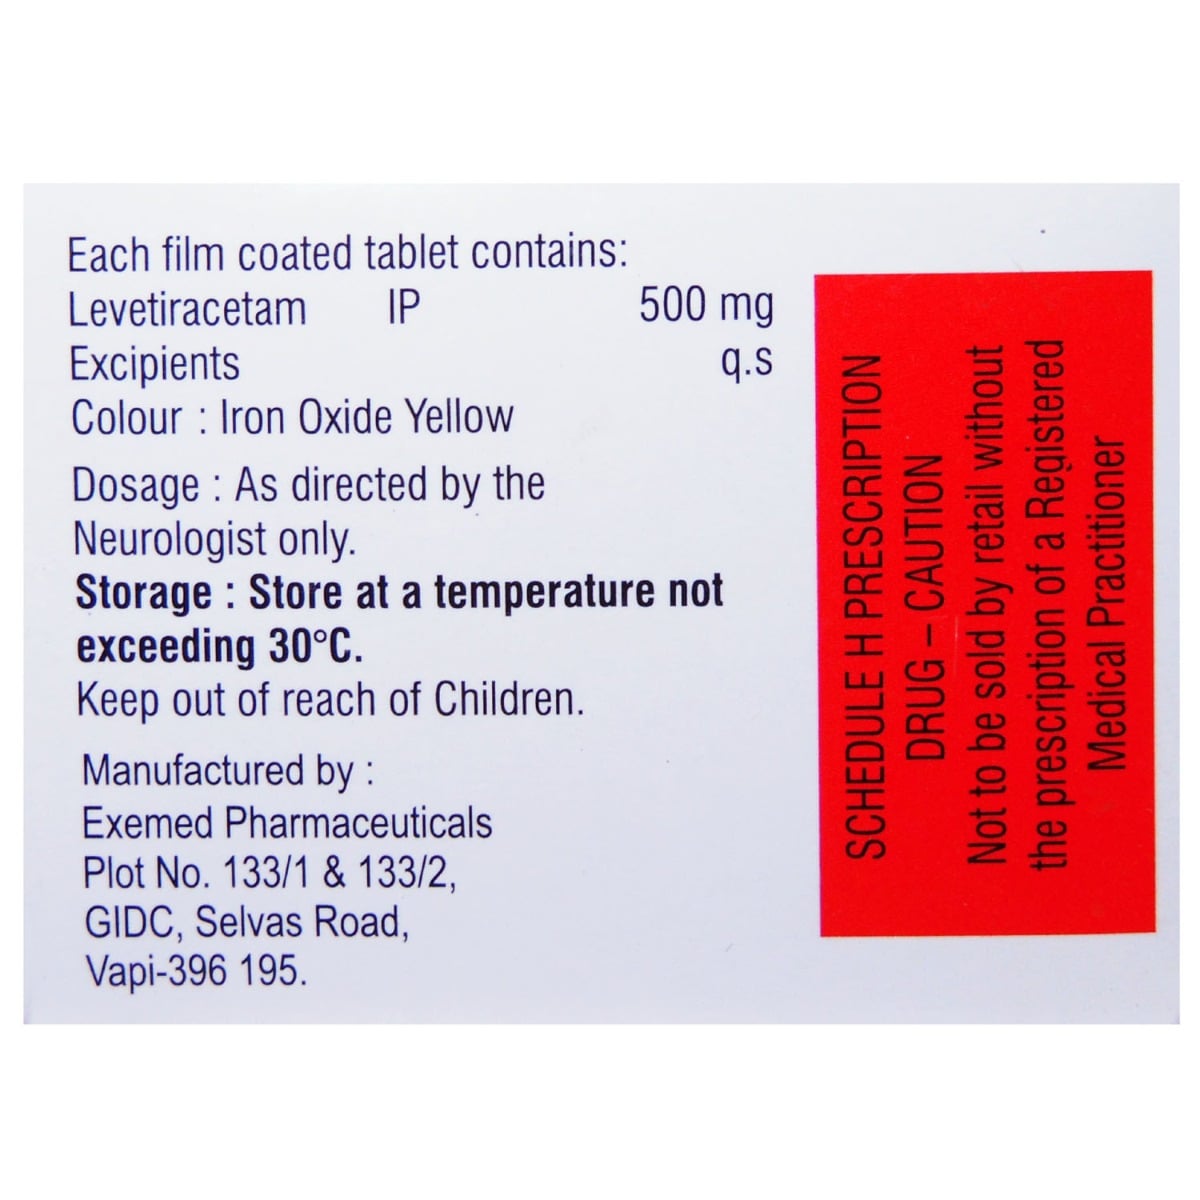 Each film coated tablet contains:
Levetiracetam IP 500 mg
Excipients q.s
Colour : Iron Oxide Yellow
Dosage : As directed by the
Neurologist only.
Storage : Store at a temperature not
exceeding 30°C.
Keep out of reach of Children.
Manufactured by :
Exemed Pharmaceuticals
Plot No. 133/1 & 133/2,
GIDC, Selvas Road,
Vapi-396 195.
SCHEDULE H PRESCRIPTION
DRUG – CAUTION
Not to be sold by retail without
the prescription of a Registered
Medical Practitioner